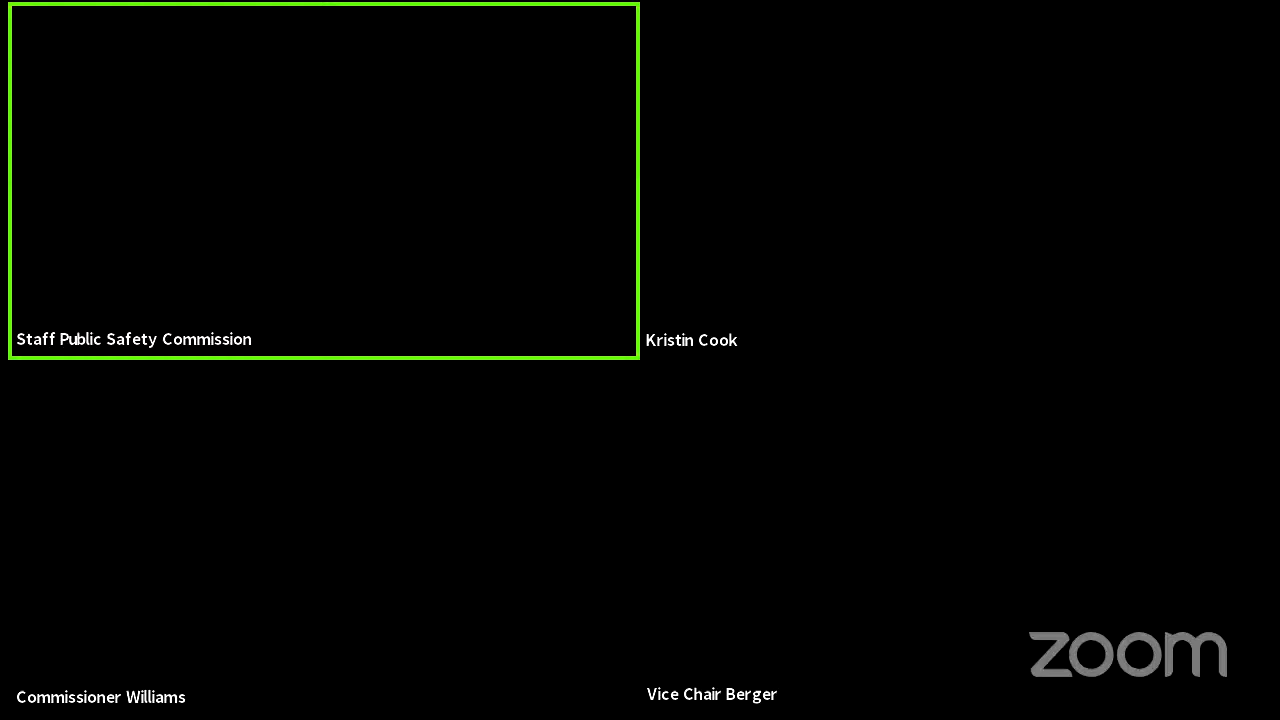 Staff Public Safety Commission
Kristin Cook
Commissioner Williams
Vice Chair Berger
zoom